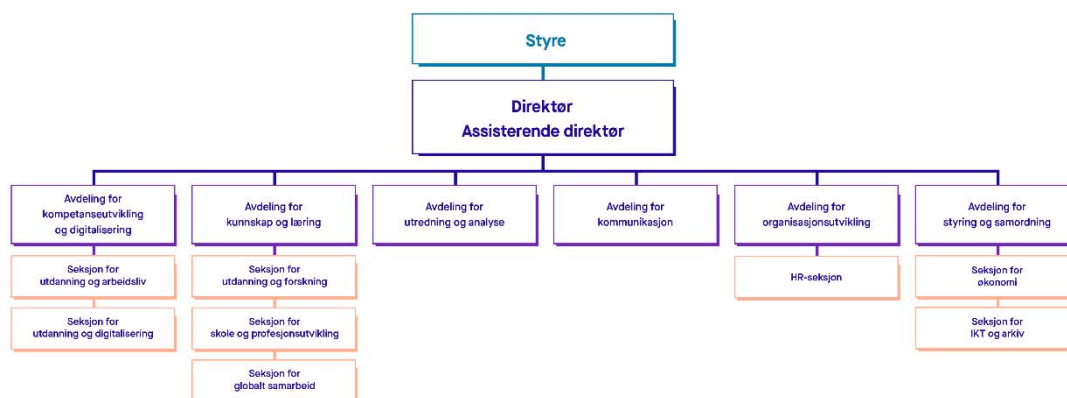 Styre
Direktør
Assisterende direktør
Avdeling for
kompetanseutvikling
og digitalisering
Avdeling for
kunnskap og læring
Avdeling for
utredning og analyse
Avdeling for
kommunikasjon
Avdeling for
organisasjonsutvikling
Avdeling for
styring og samordning
Seksjon for
utdanning og arbeidsliv
Seksjon for
utdanning og forskning
HR-seksjon
Seksjon for
økonomi
Seksjon for
utdanning og digitalisering
Seksjon for
skole og profesjonsutvikling
Seksjon for
IKT og arkiv
Seksjon for
globalt samarbeid